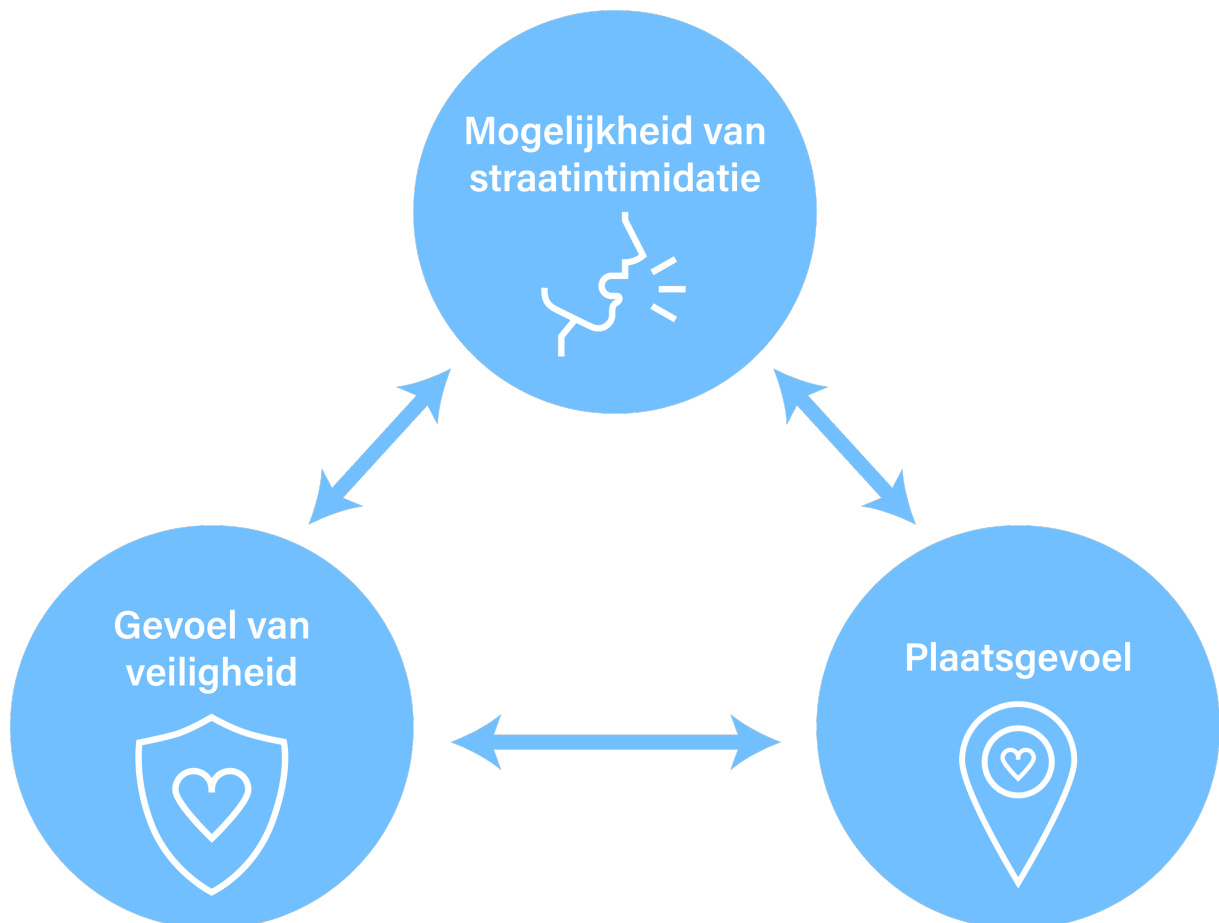 Mogelijkheid van
straatintimidatie
Gevoel van
veiligheid
Plaatsgevoel